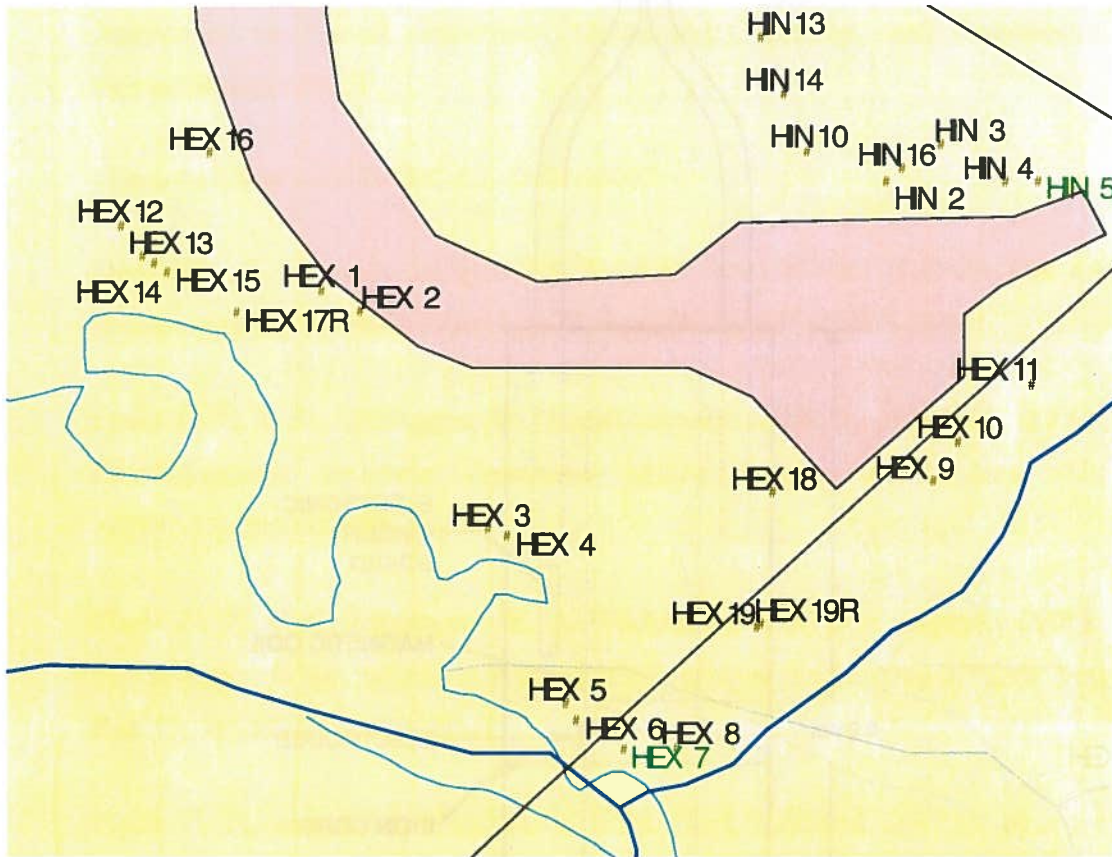 HIN 13
HIN 14
HIN 10
HIN 3
HIN 16
HIN 4
HIN 5
HIN 2
HEX 16
HEX 12
HEX 13
HEX 1
HEX 15
HEX 14
HEX 2
HEX 17R
HEX 11
HEX 10
HEX 9
HEX 18
HEX 3
HEX 4
HEX 19
HEX 19R
HEX 5
HEX 6
HEX 8
HEX 7